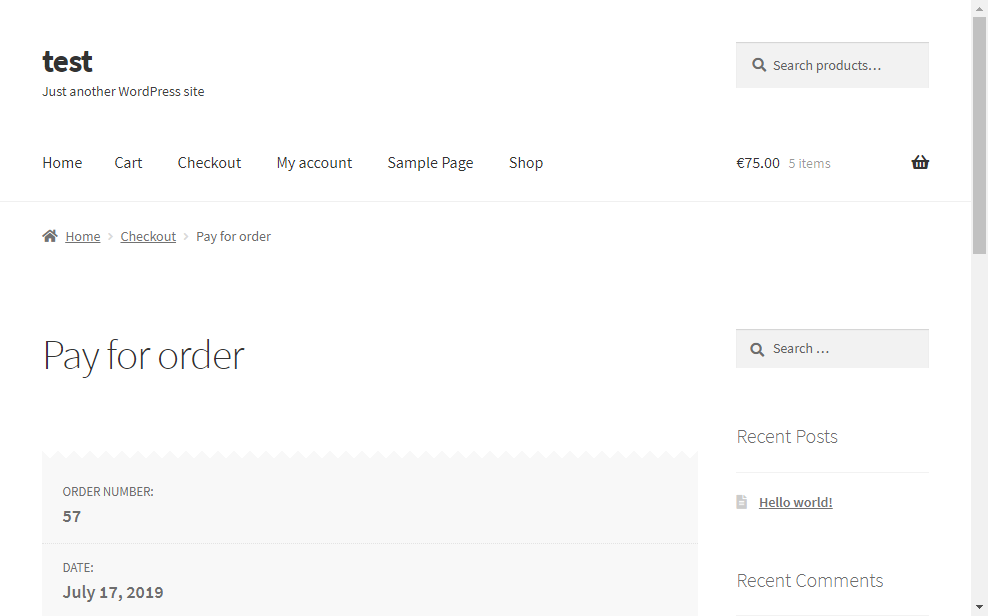 test
Just another WordPress site
Search products…
Home Cart Checkout My account Sample Page Shop
€75.00 5 items
Home Checkout Pay for order
Pay for order
ORDER NUMBER:
57
DATE:
July 17, 2019
Search …
Recent Posts
Hello world!
Recent Comments